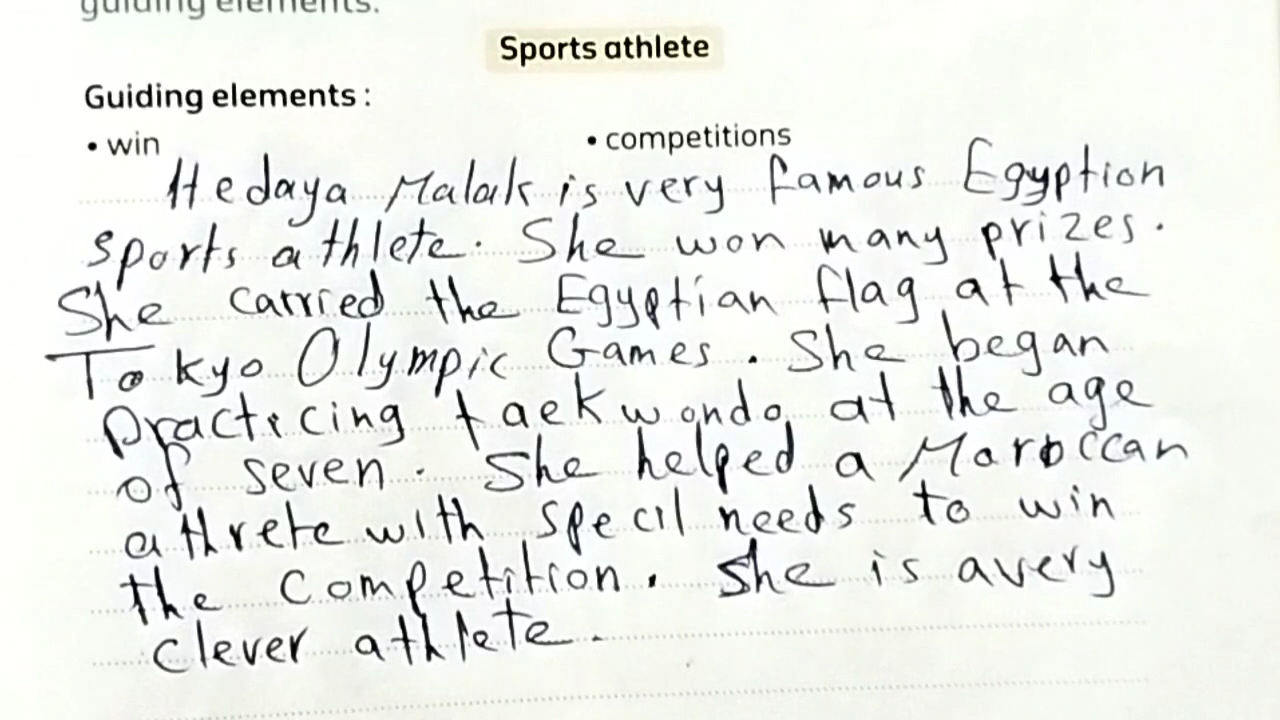 guiding elements.
Sports athlete
Guiding elements :
• win • competitions
Hedaya Malak is very famous Egyption
sports athlete. She won many prizes.
She carried the Egyptian flag at the
Tokyo Olympic Games. She began
practicing taekwondo at the age
of seven. She helped a Moroccan
athrete with specil needs to win
the competition. She is avery
clever athlete.